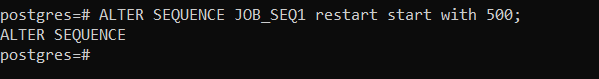 postgres=# ALTER SEQUENCE JOB_SEQ1 restart start with 500;
ALTER SEQUENCE
postgres=#